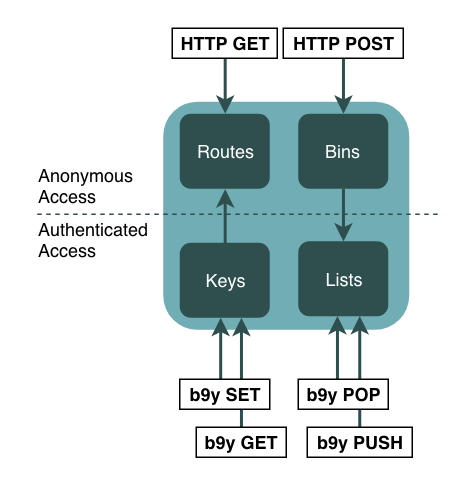 HTTP GET
HTTP POST
Routes
Bins
Anonymous
Access
Authenticated
Access
Keys
Lists
b9y SET
b9y POP
b9y GET
b9y PUSH